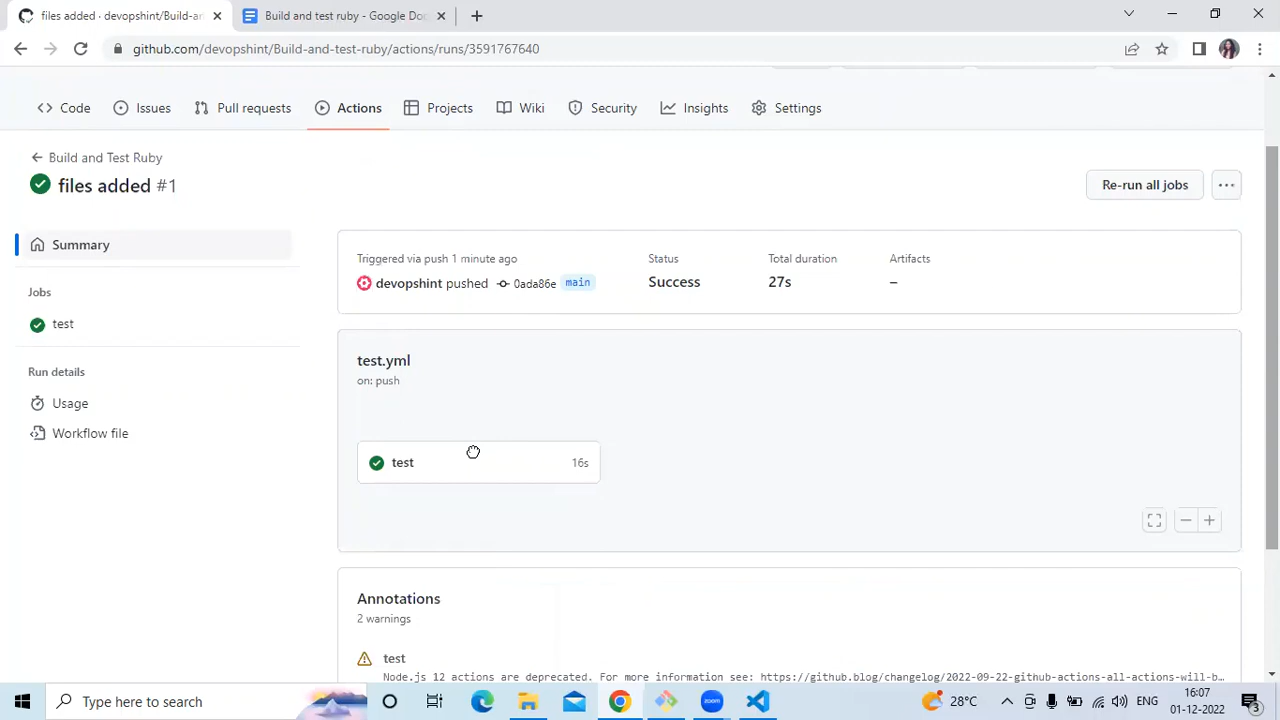 files added · devopshint/Build-an
Build and test ruby - Google Doc
github.com/devopshint/Build-and-test-ruby/actions/runs/3591767640
Code
Issues
Pull requests
Actions
Projects
Wiki
Security
Insights
Settings
Build and Test Ruby
files added #1
Re-run all jobs
Summary
Jobs
test
Run details
Usage
Workflow file
Triggered via push 1 minute ago
devopshint pushed 0ada86e main
Status
Success
Total duration
27s
Artifacts
–
test.yml
on: push
test 16s
Annotations
2 warnings
test
Node.js 12 actions are deprecated. For more information see: https://github.blog/changelog/2022-09-22-github-actions-all-actions-will-b…
Type here to search
28°C
ENG
16:07
01-12-2022
3